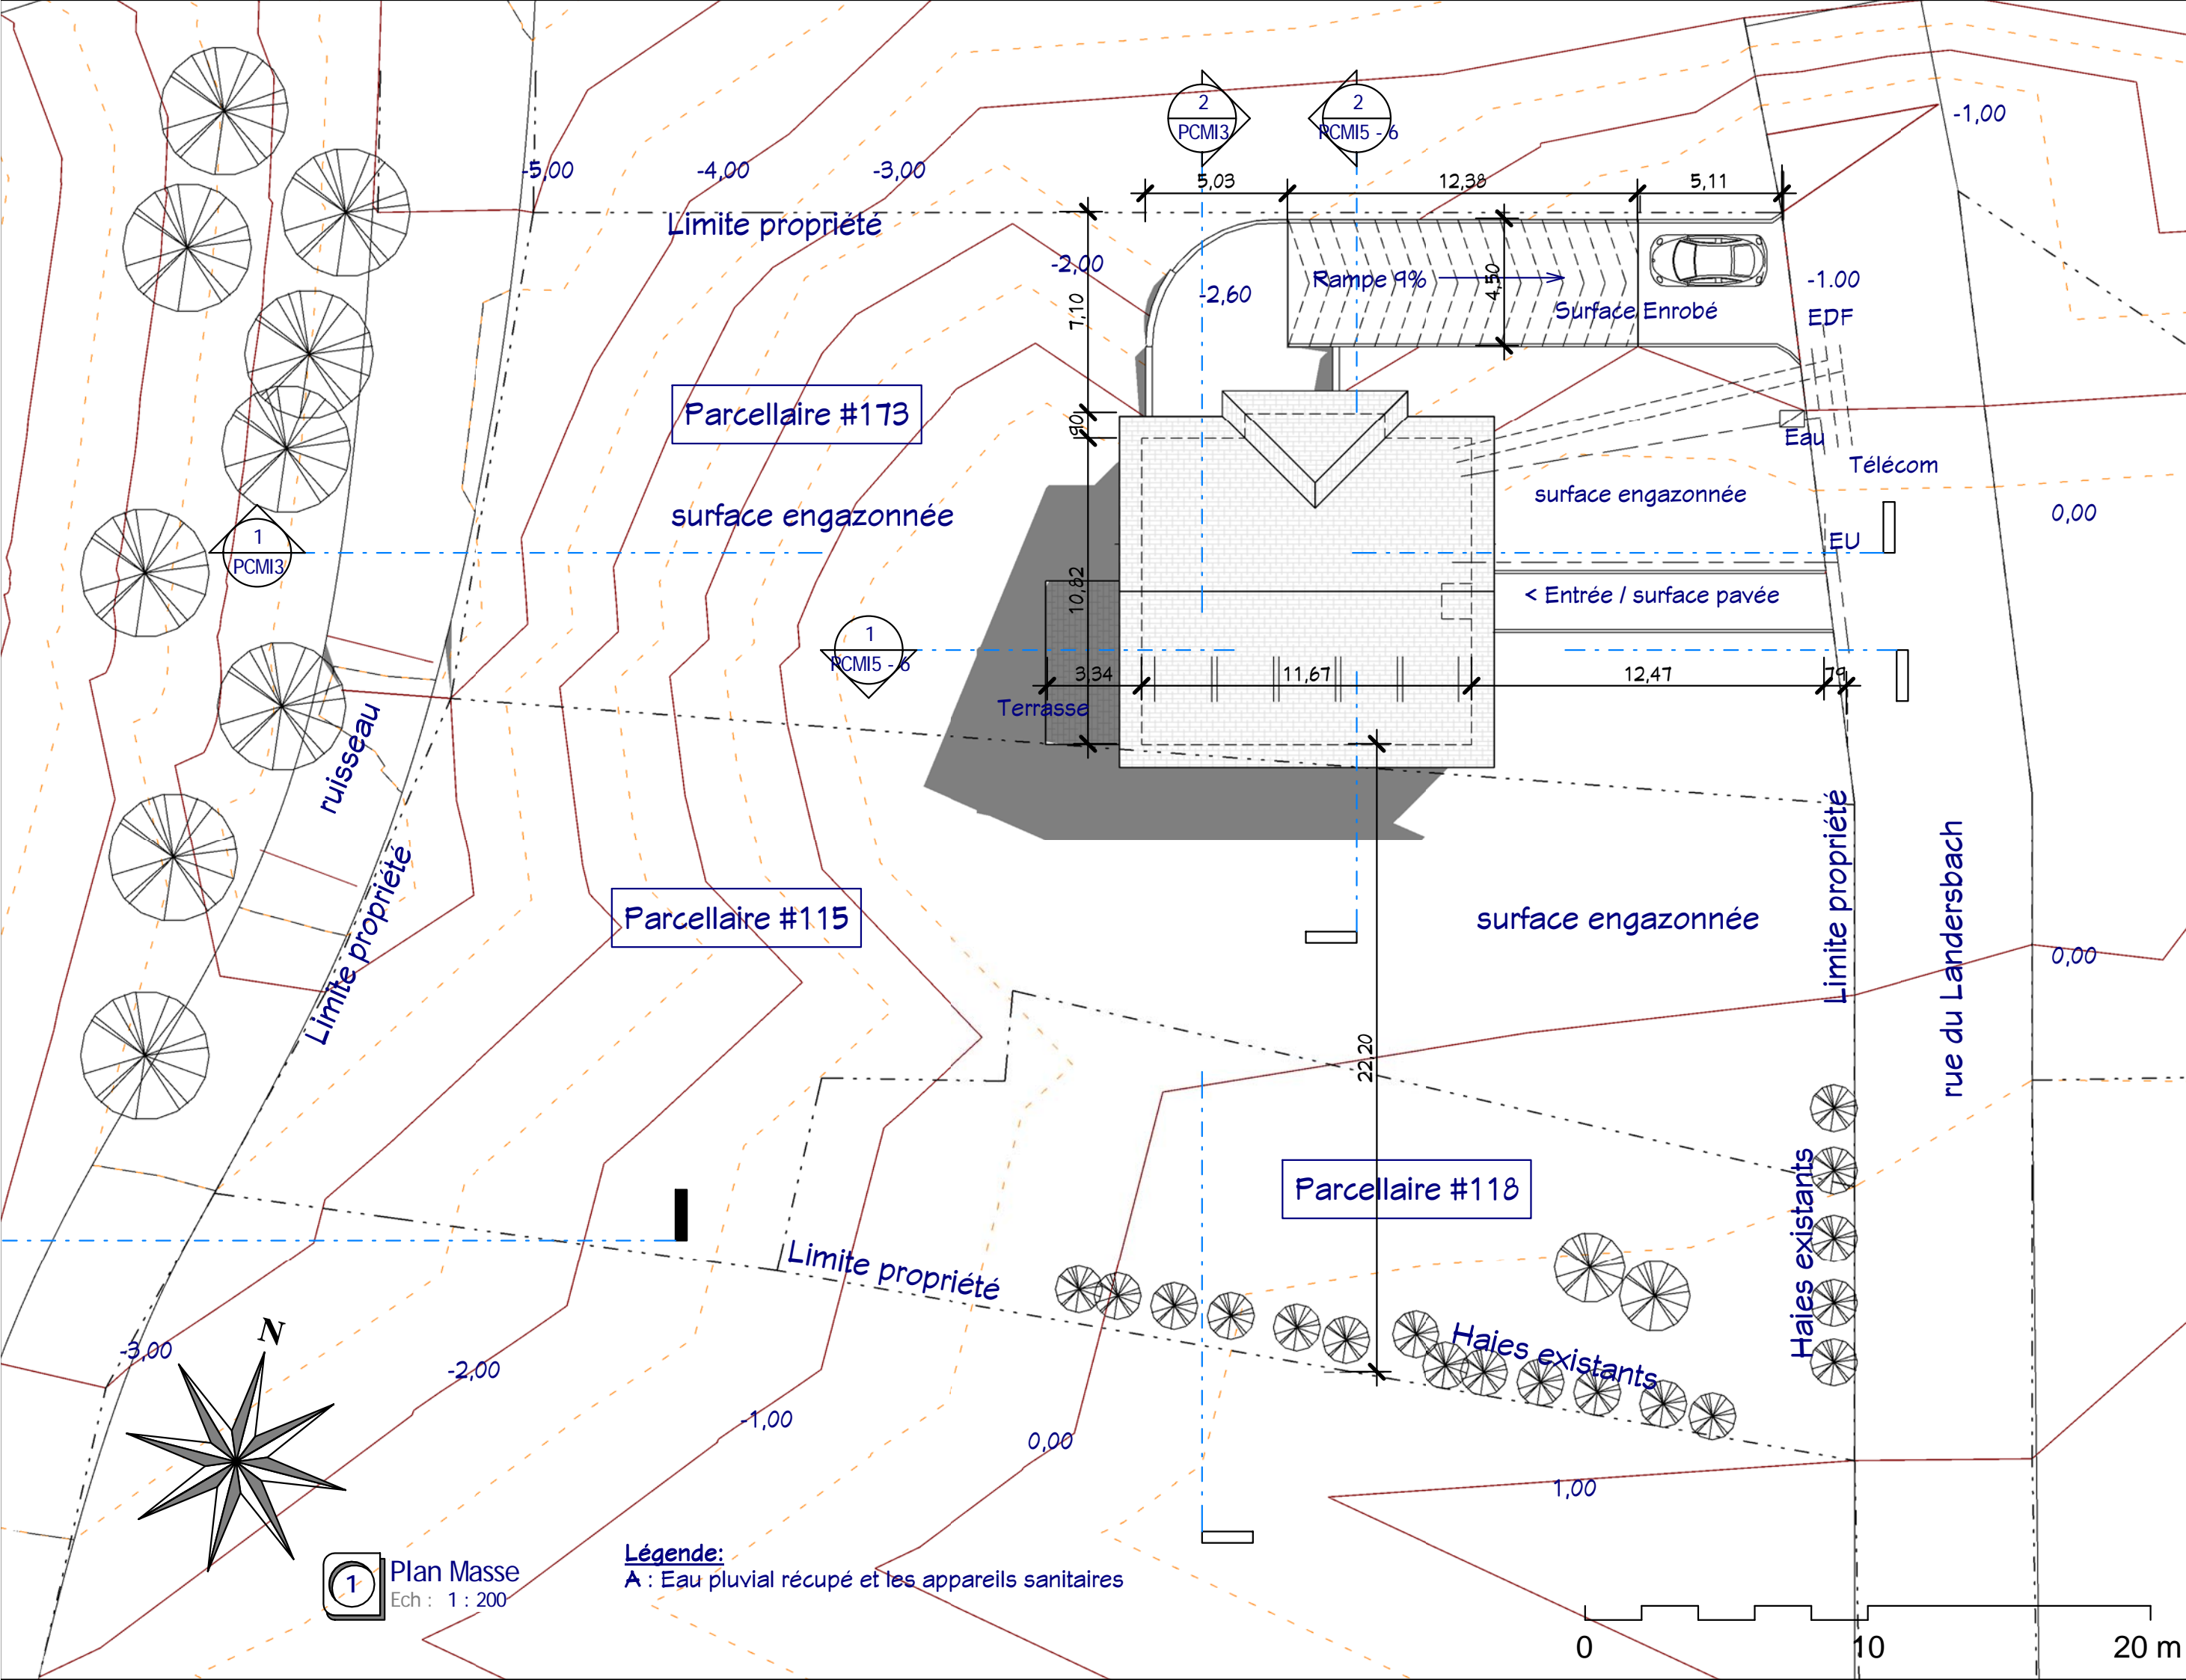 2
PCMI3
2
PCMI5 - 6
-1,00
-5,00
-4,00
-3,00
5,03
12,38
5,11
Limite propriété
-2,00
-2,60
Rampe 9%
4,50
-1.00
7,10
Surface Enrobé
EDF
Parcellaire #173
90
Eau
Télécom
surface engazonnée
surface engazonnée
0,00
1
PCMI3
EU
10,62
< Entrée / surface pavée
1
PCMI5 - 6
3,34
11,67
12,47
79
Terrasse
ruisseau
Limite propriété
Parcellaire #115
surface engazonnée
Limite propriété
rue du Landersbach
0,00
22,20
Parcellaire #118
Haies existants
Limite propriété
Haies existants
N
-3,00
-2,00
-1,00
0,00
1,00
1
Plan Masse
Ech : 1 : 200
Légende:
A : Eau pluvial récupé et les appareils sanitaires
0
10
20 m